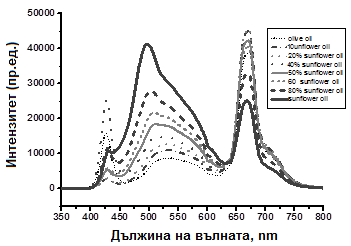 50000
40000
30000
20000
10000
0
Интензитет (пр.ед.)
olive oil
10unflower oil
20% sunflower oil
40% sunflower oil
50% sunflower oil
60 sunflower oil
80% sunflower oil
sunflower oil
350 400 450 500 550 600 650 700 750 800
Дължина на вълната, nm